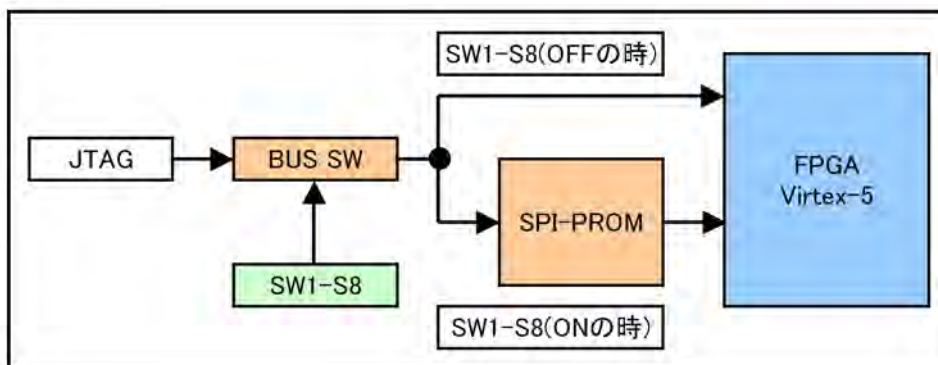 SW1-S8(OFFの時)
JTAG
BUS SW
FPGA
Virtex-5
SPI-PROM
SW1-S8
SW1-S8(ONの時)